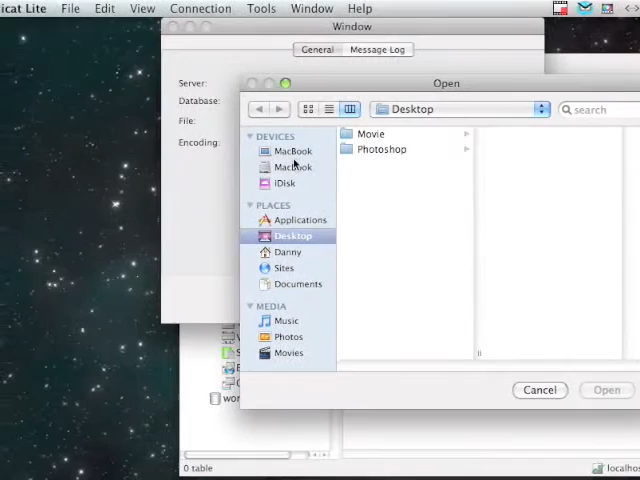 icat Lite File Edit View Connection Tools Window Help
Window
General Message Log
Server:
Database:
File:
Encoding:
Open
Desktop
search
DEVICES
MacBook
MacBook
iDisk
PLACES
Applications
Desktop
Danny
Sites
Documents
MEDIA
Music
Photos
Movies
Movie
Photoshop
Cancel Open
wor
0 table
localhos